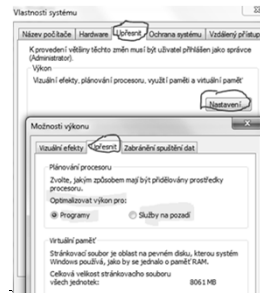 Vlastnosti systému
Název počítače Hardware Upřesnit Ochrana systému Vzdálený přístup
K provedení většiny těchto změn musí být uživatel přihlášen jako správce
(Administrator).
Výkon
Vizuální efekty, plánování procesoru, využití paměti a virtuální paměť
Nastavení
Možnosti výkonu
Vizuální efekty Upřesnit Zabránění spuštění dat
Plánování procesoru
Zvolte, jakým způsobem mají být přidělovány prostředky
procesoru.
Optimalizovat výkon pro:
Programy Služby na pozadí
Virtuální paměť
Stránkovací soubor je oblast na pevném disku, kterou systém
Windows používá, jako by se jednalo o paměť RAM.
Celková velikost stránkovacího souboru
všech jednotek: 8061 MB